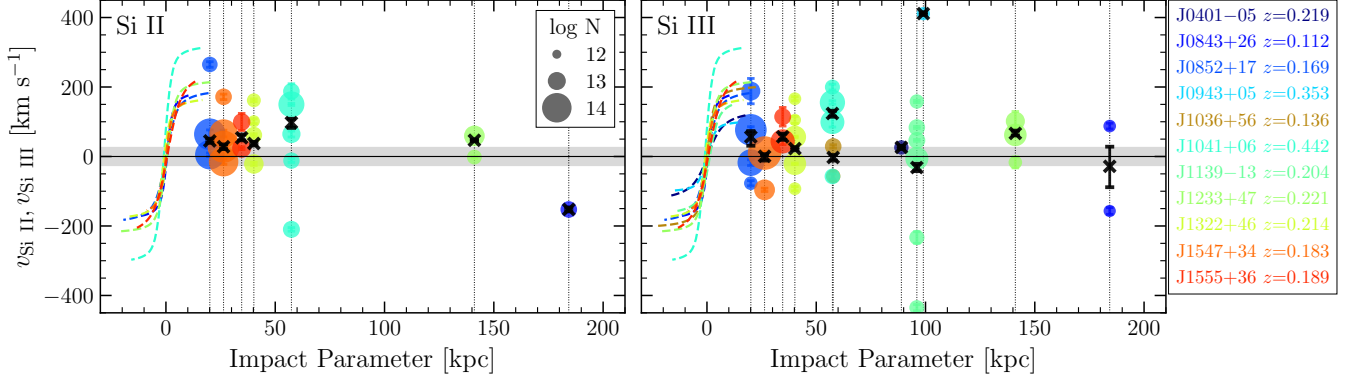 Si II
log N
12
13
14
Si III
400
200
0
−200
−400
v_Si II, v_Si III [km s⁻¹]
0
50
100
150
200
Impact Parameter [kpc]
0
50
100
150
200
Impact Parameter [kpc]
J0401−05 z=0.219
J0843+26 z=0.112
J0852+17 z=0.169
J0943+05 z=0.353
J1036+56 z=0.136
J1041+06 z=0.442
J1139−13 z=0.204
J1233+47 z=0.221
J1322+46 z=0.214
J1547+34 z=0.183
J1555+36 z=0.189